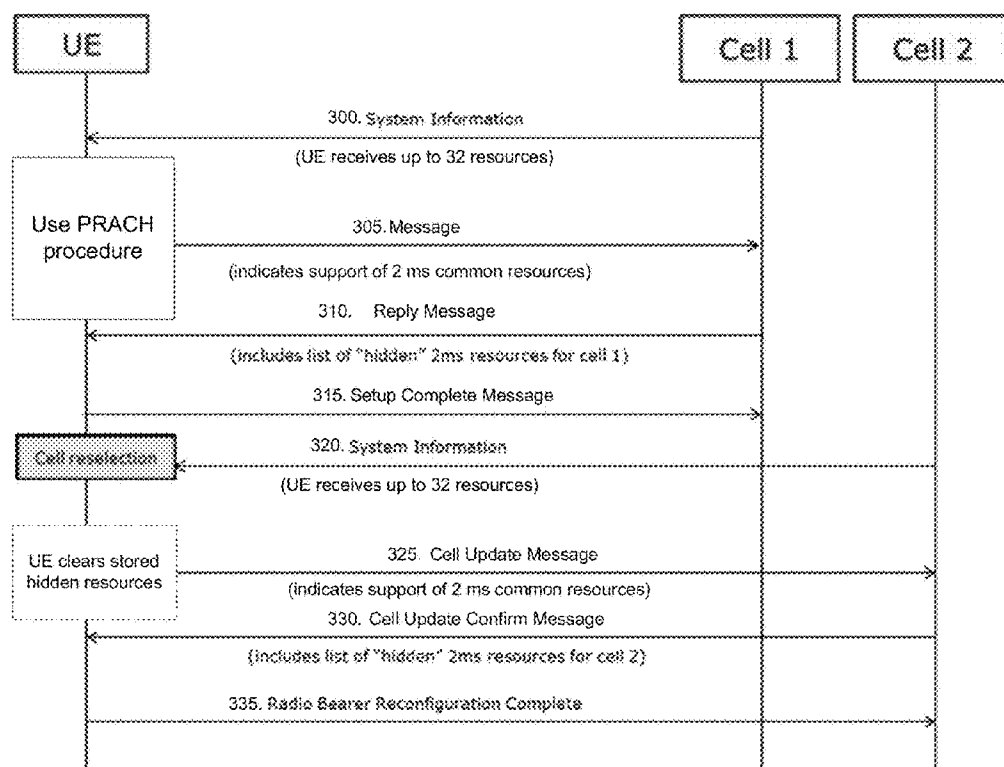 UE
Cell 1
Cell 2
300. System Information
(UE receives up to 32 resources)
Use PRACH
procedure
305. Message
(indicates support of 2 ms common resources)
310. Reply Message
(includes list of "hidden" 2ms resources for cell 1)
315. Setup Complete Message
320. System Information
Cell reselection
(UE receives up to 32 resources)
UE clears stored
hidden resources
325. Cell Update Message
(indicates support of 2 ms common resources)
330. Cell Update Confirm Message
(includes list of "hidden" 2ms resources for cell 2)
335. Radio Bearer Reconfiguration Complete